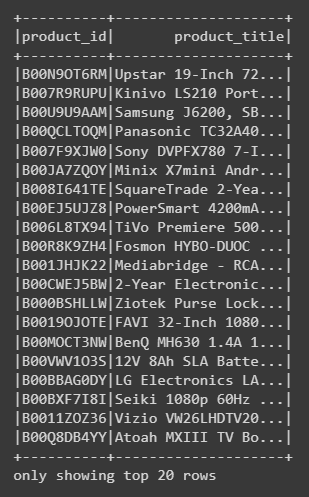 +----------+--------------------+
|product_id|       product_title|
+----------+--------------------+
|B00N9OT6RM|Upstar 19-Inch 72...|
|B007R9RUPU|Kinivo LS210 Port...|
|B00U9U9AAM|Samsung J6200, SB...|
|B00QCLTOQM|Panasonic TC32A40...|
|B007F9XJW0|Sony DVPFX780 7-I...|
|B00JA7ZQOY|Minix X7mini Andr...|
|B008I641TE|SquareTrade 2-Yea...|
|B00EJ5UJZ8|PowerSmart 4200mA...|
|B006L8TX94|TiVo Premiere 500...|
|B00R8K9ZH4|Fosmon HYBO-DUOC ...|
|B001JHJK22|Mediabridge - RCA...|
|B00CWEJ5BW|2-Year Electronic...|
|B000BSHLLW|Ziotek Purse Lock...|
|B0019OJOTE|FAVI 32-Inch 1080...|
|B00MOCT3NW|BenQ MH630 1.4A 1...|
|B00VWV1O3S|12V 8Ah SLA Batte...|
|B00BBAG0DY|LG Electronics LA...|
|B00BXF7I8I|Seiki 1080p 60Hz ...|
|B0011ZOZ36|Vizio VW26LHDTV20...|
|B00Q8DB4YY|Atoah MXIII TV Bo...|
+----------+--------------------+
only showing top 20 rows